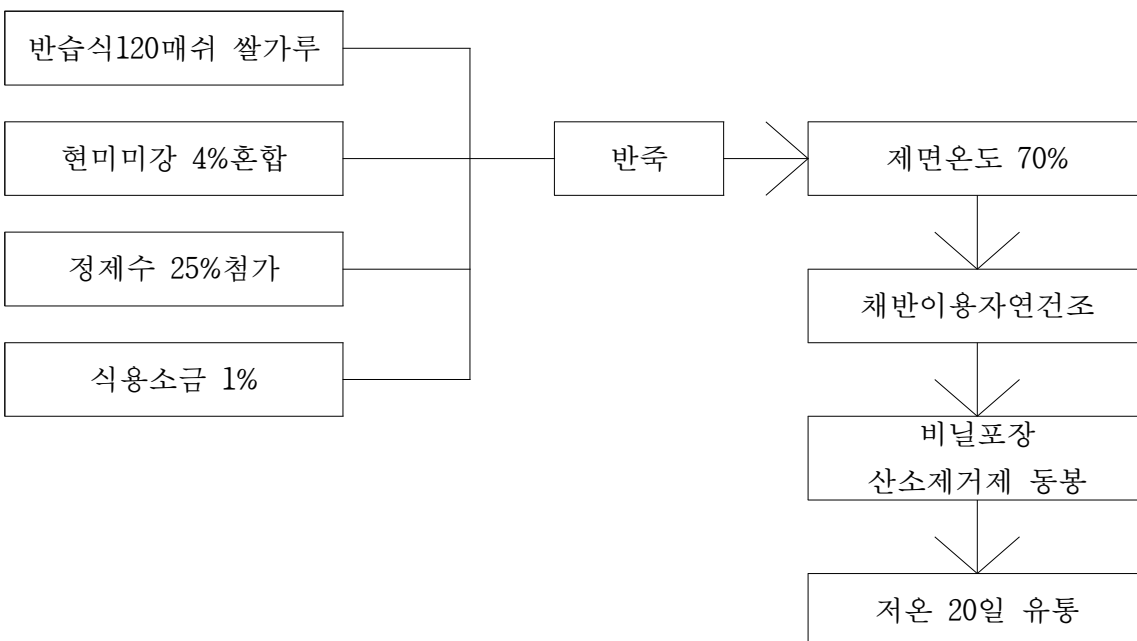 반습식120매쉬 쌀가루
현미미강 4%혼합
정제수 25%첨가
식용소금 1%
반죽
제면온도 70%
채반이용자연건조
비닐포장
산소제거제 동봉
저온 20일 유통